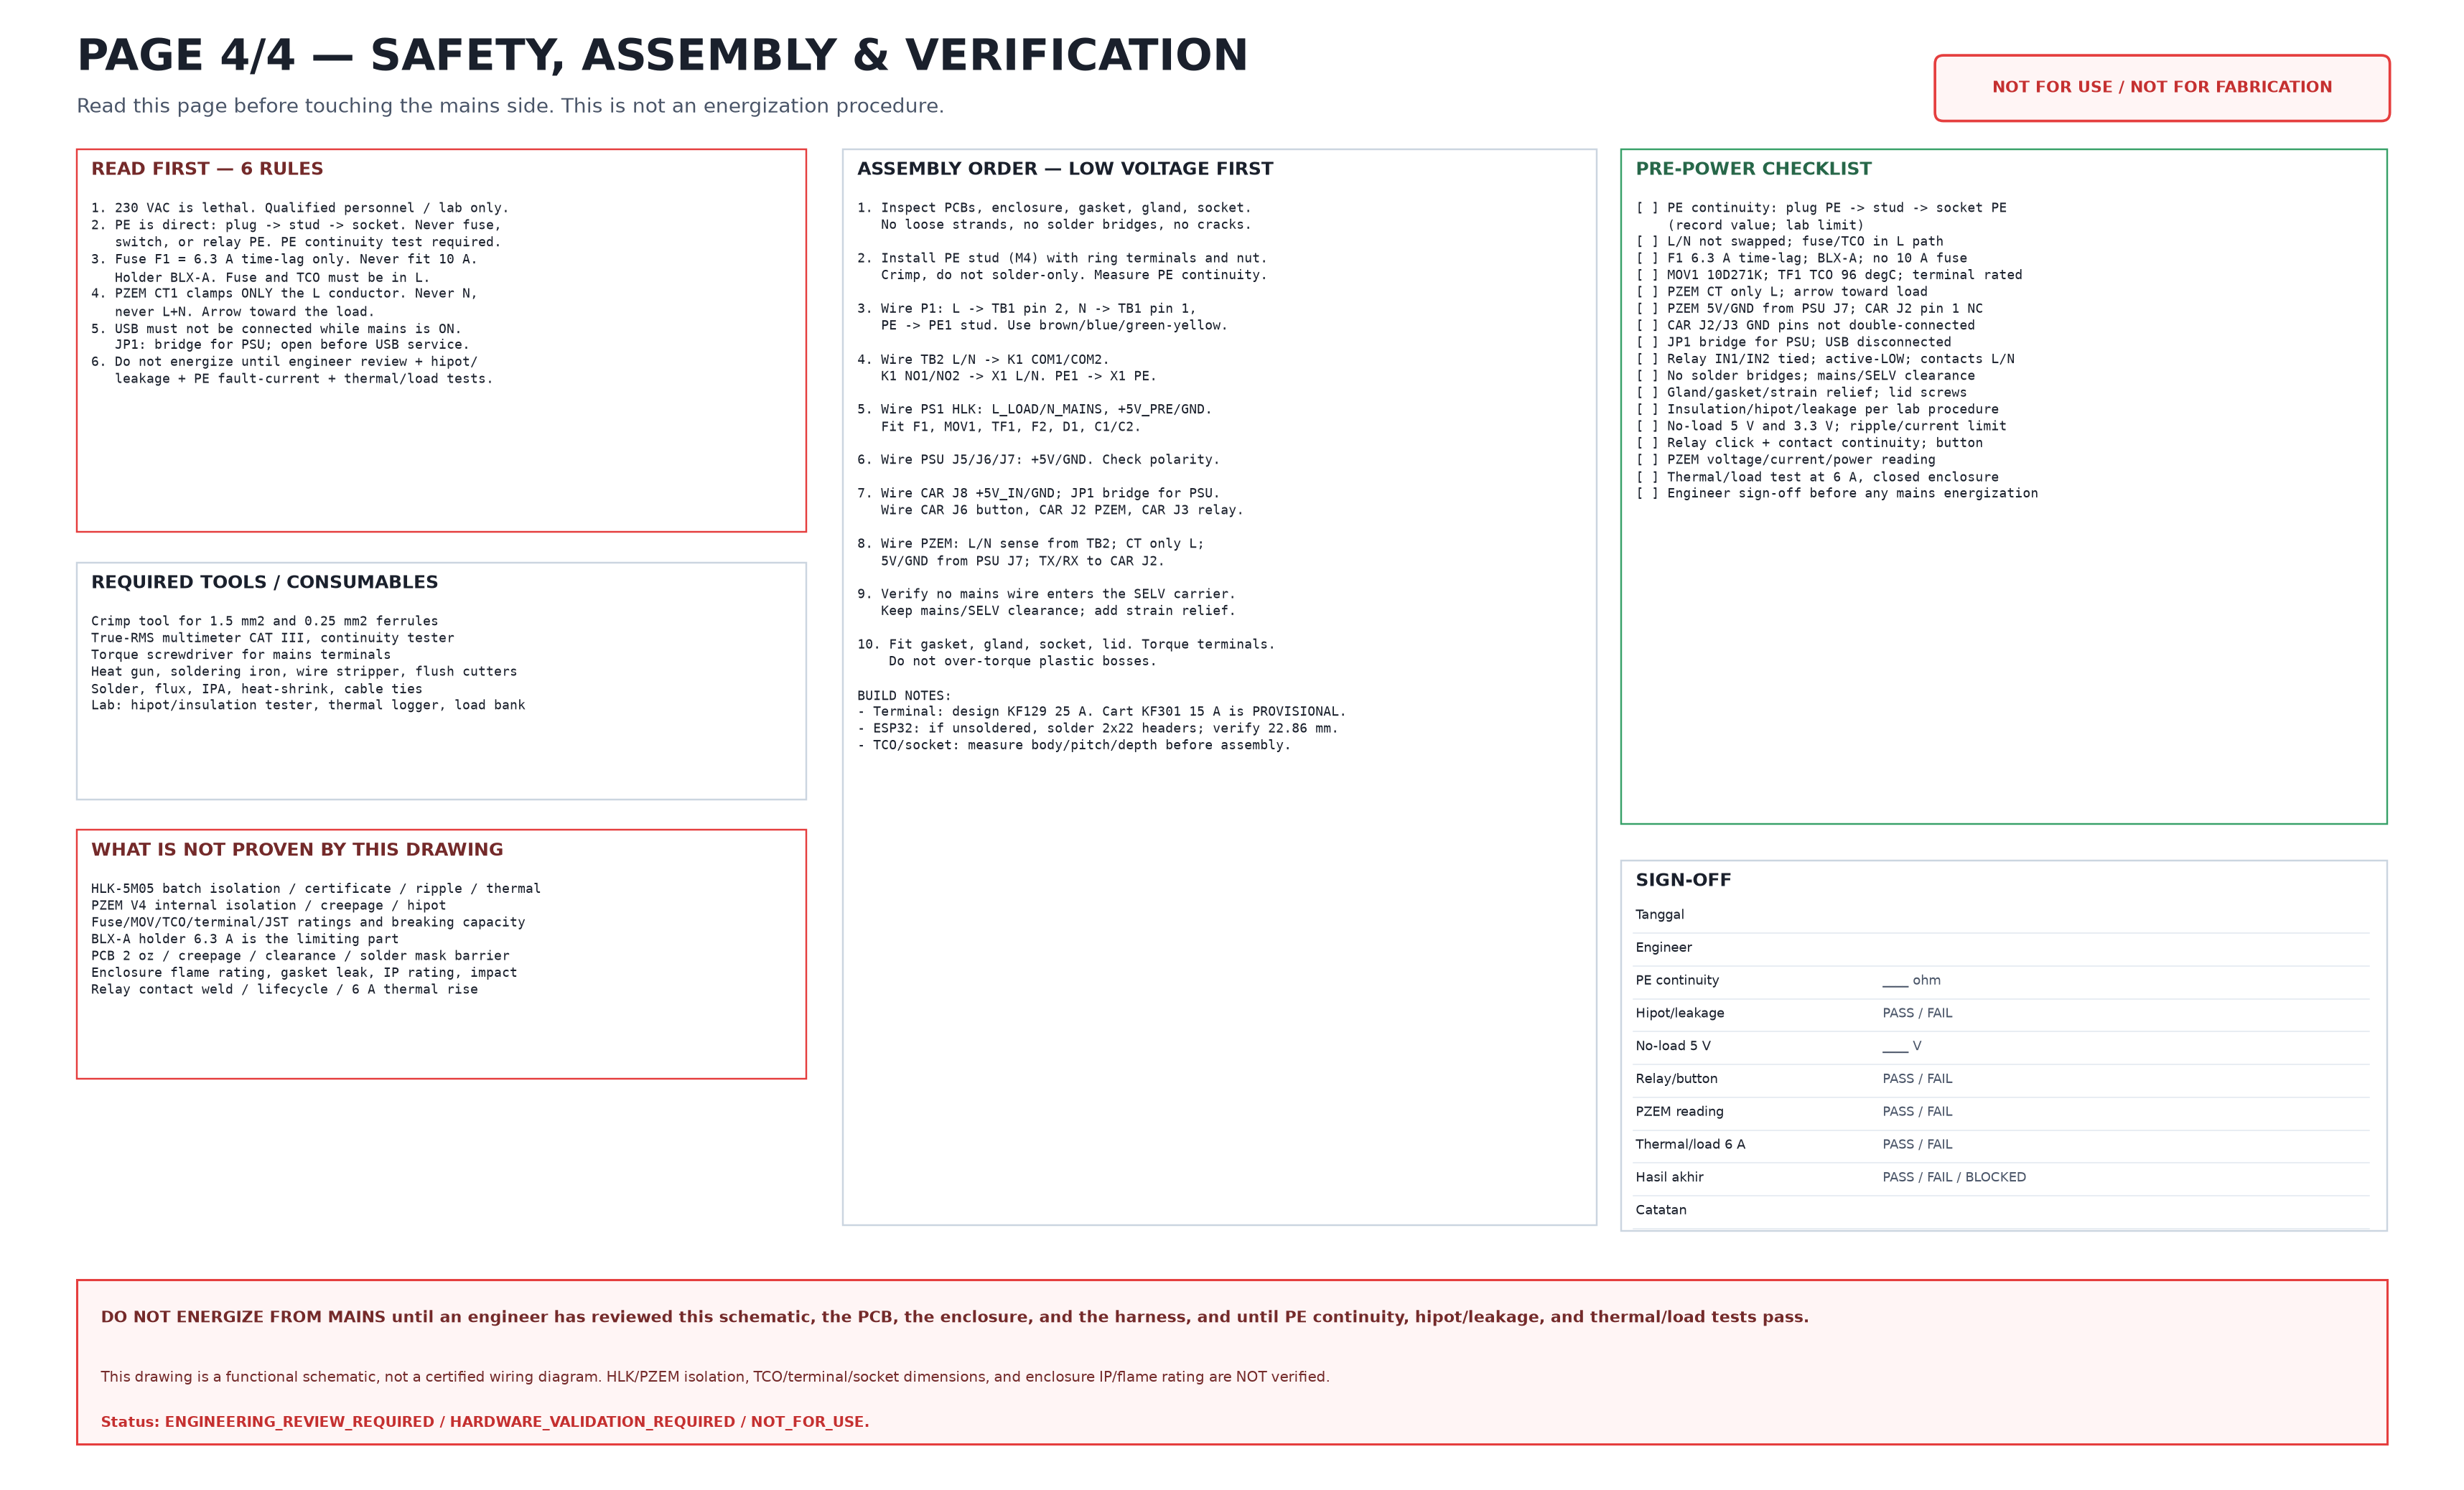 PAGE 4/4 — SAFETY, ASSEMBLY & VERIFICATION
Read this page before touching the mains side. This is not an energization procedure.
NOT FOR USE / NOT FOR FABRICATION
READ FIRST — 6 RULES
1. 230 VAC is lethal. Qualified personnel / lab only.
2. PE is direct: plug -> stud -> socket. Never fuse,
switch, or relay PE. PE continuity test required.
3. Fuse F1 = 6.3 A time-lag only. Never fit 10 A.
Holder BLX-A. Fuse and TCO must be in L.
4. PZEM CT1 clamps ONLY the L conductor. Never N,
never L+N. Arrow toward the load.
5. USB must not be connected while mains is ON.
JP1: bridge for PSU; open before USB service.
6. Do not energize until engineer review + hipot/
leakage + PE fault-current + thermal/load tests.
REQUIRED TOOLS / CONSUMABLES
Crimp tool for 1.5 mm2 and 0.25 mm2 ferrules
True-RMS multimeter CAT III, continuity tester
Torque screwdriver for mains terminals
Heat gun, soldering iron, wire stripper, flush cutters
Solder, flux, IPA, heat-shrink, cable ties
Lab: hipot/insulation tester, thermal logger, load bank
WHAT IS NOT PROVEN BY THIS DRAWING
HLK-5M05 batch isolation / certificate / ripple / thermal
PZEM V4 internal isolation / creepage / hipot
Fuse/MOV/TCO/terminal/JST ratings and breaking capacity
BLX-A holder 6.3 A is the limiting part
PCB 2 oz / creepage / clearance / solder mask barrier
Enclosure flame rating, gasket leak, IP rating, impact
Relay contact weld / lifecycle / 6 A thermal rise
ASSEMBLY ORDER — LOW VOLTAGE FIRST
1. Inspect PCBs, enclosure, gasket, gland, socket.
No loose strands, no solder bridges, no cracks.
2. Install PE stud (M4) with ring terminals and nut.
Crimp, do not solder-only. Measure PE continuity.
3. Wire P1: L -> TB1 pin 2, N -> TB1 pin 1,
PE -> PE1 stud. Use brown/blue/green-yellow.
4. Wire TB2 L/N -> K1 COM1/COM2.
K1 NO1/NO2 -> X1 L/N. PE1 -> X1 PE.
5. Wire PS1 HLK: L_LOAD/N_MAINS, +5V_PRE/GND.
Fit F1, MOV1, TF1, F2, D1, C1/C2.
6. Wire PSU J5/J6/J7: +5V/GND. Check polarity.
7. Wire CAR J8 +5V_IN/GND; JP1 bridge for PSU.
Wire CAR J6 button, CAR J2 PZEM, CAR J3 relay.
8. Wire PZEM: L/N sense from TB2; CT only L;
5V/GND from PSU J7; TX/RX to CAR J2.
9. Verify no mains wire enters the SELV carrier.
Keep mains/SELV clearance; add strain relief.
10. Fit gasket, gland, socket, lid. Torque terminals.
Do not over-torque plastic bosses.
BUILD NOTES:
- Terminal: design KF129 25 A. Cart KF301 15 A is PROVISIONAL.
- ESP32: if unsoldered, solder 2x22 headers; verify 22.86 mm.
- TCO/socket: measure body/pitch/depth before assembly.
PRE-POWER CHECKLIST
[ ] PE continuity: plug PE -> stud -> socket PE
(record value; lab limit)
[ ] L/N not swapped; fuse/TCO in L path
[ ] F1 6.3 A time-lag; BLX-A; no 10 A fuse
[ ] MOV1 10D271K; TF1 TCO 96 degC; terminal rated
[ ] PZEM CT only L; arrow toward load
[ ] PZEM 5V/GND from PSU J7; CAR J2 pin 1 NC
[ ] CAR J2/J3 GND pins not double-connected
[ ] JP1 bridge for PSU; USB disconnected
[ ] Relay IN1/IN2 tied; active-LOW; contacts L/N
[ ] No solder bridges; mains/SELV clearance
[ ] Gland/gasket/strain relief; lid screws
[ ] Insulation/hipot/leakage per lab procedure
[ ] No-load 5 V and 3.3 V; ripple/current limit
[ ] Relay click + contact continuity; button
[ ] PZEM voltage/current/power reading
[ ] Thermal/load test at 6 A, closed enclosure
[ ] Engineer sign-off before any mains energization
SIGN-OFF
Tanggal
Engineer
PE continuity ____ ohm
Hipot/leakage PASS / FAIL
No-load 5 V ____ V
Relay/button PASS / FAIL
PZEM reading PASS / FAIL
Thermal/load 6 A PASS / FAIL
Hasil akhir PASS / FAIL / BLOCKED
Catatan
DO NOT ENERGIZE FROM MAINS until an engineer has reviewed this schematic, the PCB, the enclosure, and the harness, and until PE continuity, hipot/leakage, and thermal/load tests pass.
This drawing is a functional schematic, not a certified wiring diagram. HLK/PZEM isolation, TCO/terminal/socket dimensions, and enclosure IP/flame rating are NOT verified.
Status: ENGINEERING_REVIEW_REQUIRED / HARDWARE_VALIDATION_REQUIRED / NOT_FOR_USE.